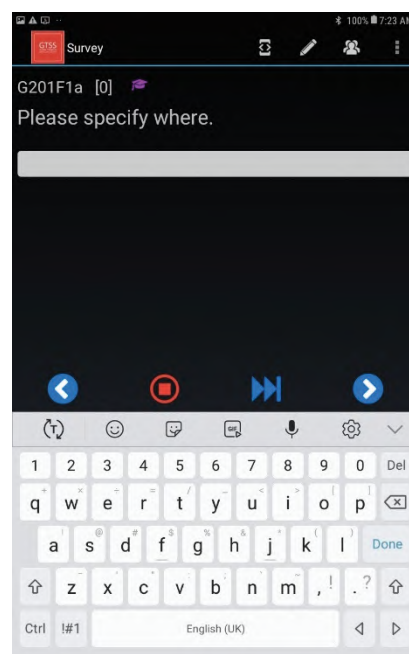 100% 7:23 AM
GTSS Survey
G201F1a [0]
Please specify where.
T GIF
1 2 3 4 5 6 7 8 9 0 Del
+ × ÷ = / _ < > [ ]
q w e r t y u i o p
! @ # $ % ^ & * ( )
a s d f g h j k l Done
- ' " : ; ! ?
z x c v b n m , .
Ctrl !#1 English (UK)